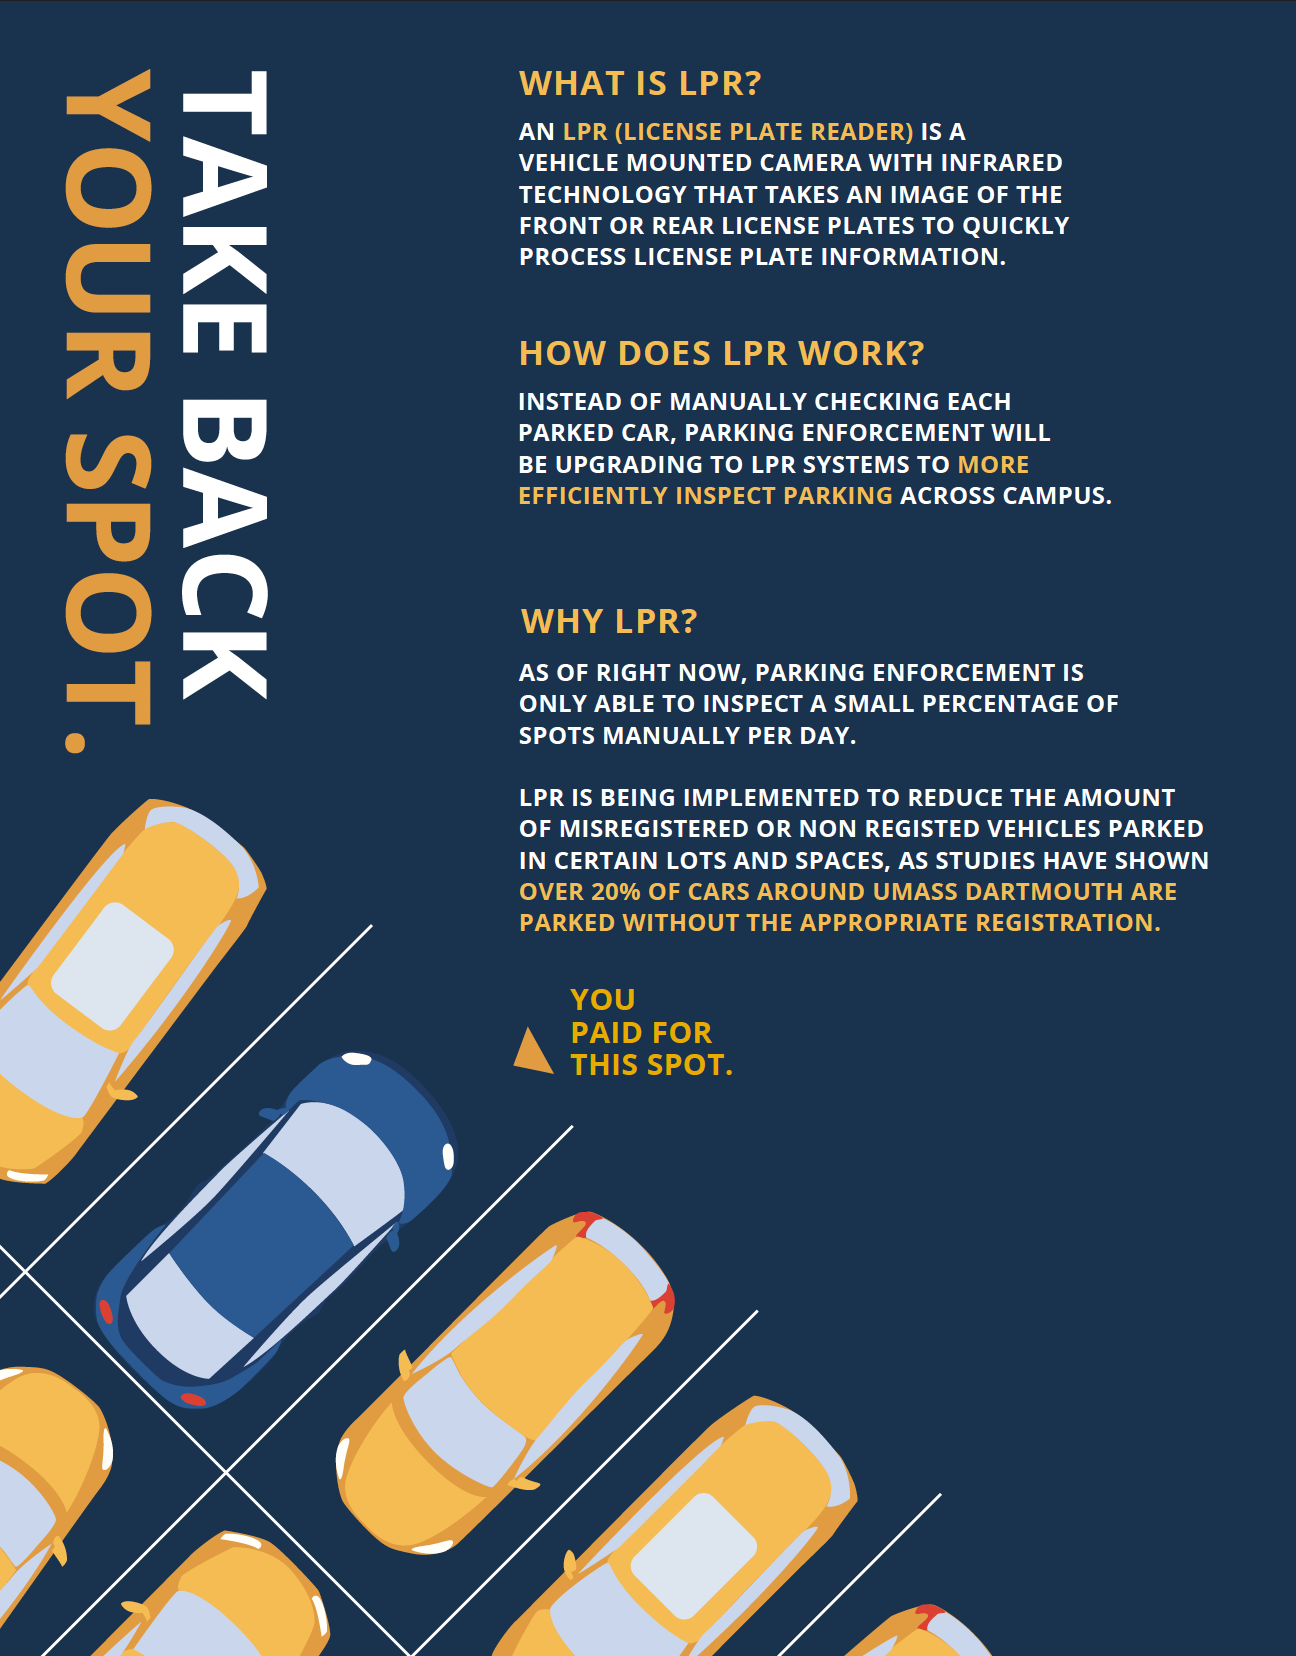 TAKE BACK
YOUR SPOT.
WHAT IS LPR?
AN LPR (LICENSE PLATE READER) IS A
VEHICLE MOUNTED CAMERA WITH INFRARED
TECHNOLOGY THAT TAKES AN IMAGE OF THE
FRONT OR REAR LICENSE PLATES TO QUICKLY
PROCESS LICENSE PLATE INFORMATION.
HOW DOES LPR WORK?
INSTEAD OF MANUALLY CHECKING EACH
PARKED CAR, PARKING ENFORCEMENT WILL
BE UPGRADING TO LPR SYSTEMS TO MORE
EFFICIENTLY INSPECT PARKING ACROSS CAMPUS.
WHY LPR?
AS OF RIGHT NOW, PARKING ENFORCEMENT IS
ONLY ABLE TO INSPECT A SMALL PERCENTAGE OF
SPOTS MANUALLY PER DAY.
LPR IS BEING IMPLEMENTED TO REDUCE THE AMOUNT
OF MISREGISTERED OR NON REGISTED VEHICLES PARKED
IN CERTAIN LOTS AND SPACES, AS STUDIES HAVE SHOWN
OVER 20% OF CARS AROUND UMASS DARTMOUTH ARE
PARKED WITHOUT THE APPROPRIATE REGISTRATION.
YOU
PAID FOR
THIS SPOT.